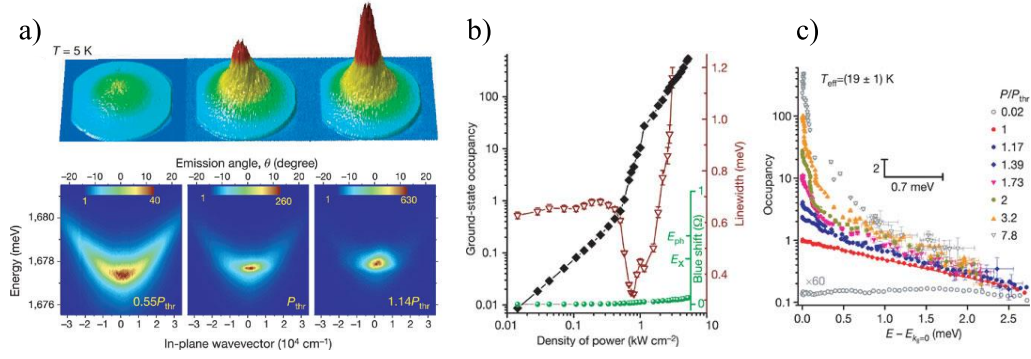 a)
T = 5 K
Emission angle, θ (degree)
−20 −10 0 10 20
−20 −10 0 10 20
−20 −10 0 10 20
1 40
1 260
1 630
1,680
1,678
1,676
Energy (meV)
0.55Pthr
Pthr
1.14Pthr
−3 −2 −1 0 1 2 3
−3 −2 −1 0 1 2 3
−3 −2 −1 0 1 2 3
In-plane wavevector (10⁴ cm⁻¹)
b)
Ground-state occupancy
100
10
1
0.1
0.01
0.1 1 10
Density of power (kW cm⁻²)
1.2
1.0
0.8
0.6
0.4
Linewidth (meV)
1
0
Eph
EX
Blue shift (Ω)
c)
Teff=(19 ± 1) K
P/Pthr
0.02
1
1.17
1.39
1.73
2
3.2
7.8
2
0.7 meV
Occupancy
100
10
1
0.1
×60
0.0 0.5 1.0 1.5 2.0 2.5
E − Ek∥=0 (meV)